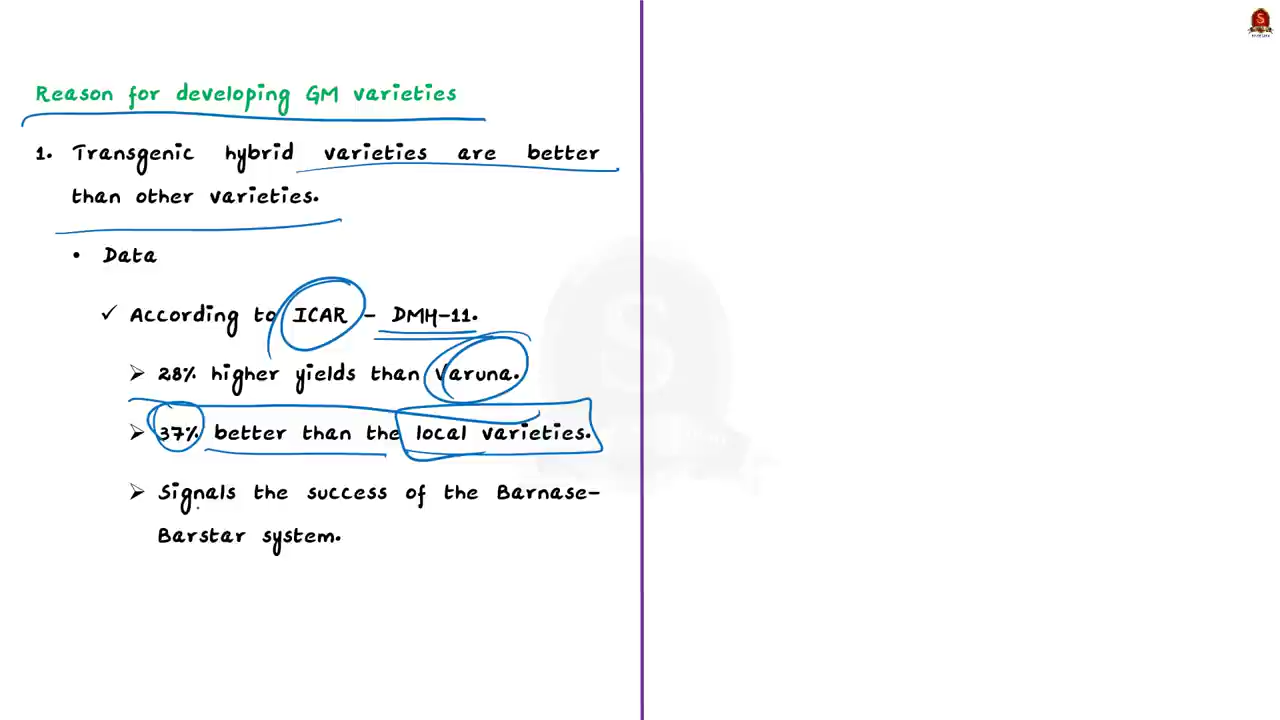 Reason for developing GM varieties
1. Transgenic hybrid varieties are better
than other varieties.
• Data
✓ According to ICAR - DMH-11.
➢ 28% higher yields than Varuna.
➢ 37% better than the local varieties.
➢ Signals the success of the Barnase-
Barstar system.
S